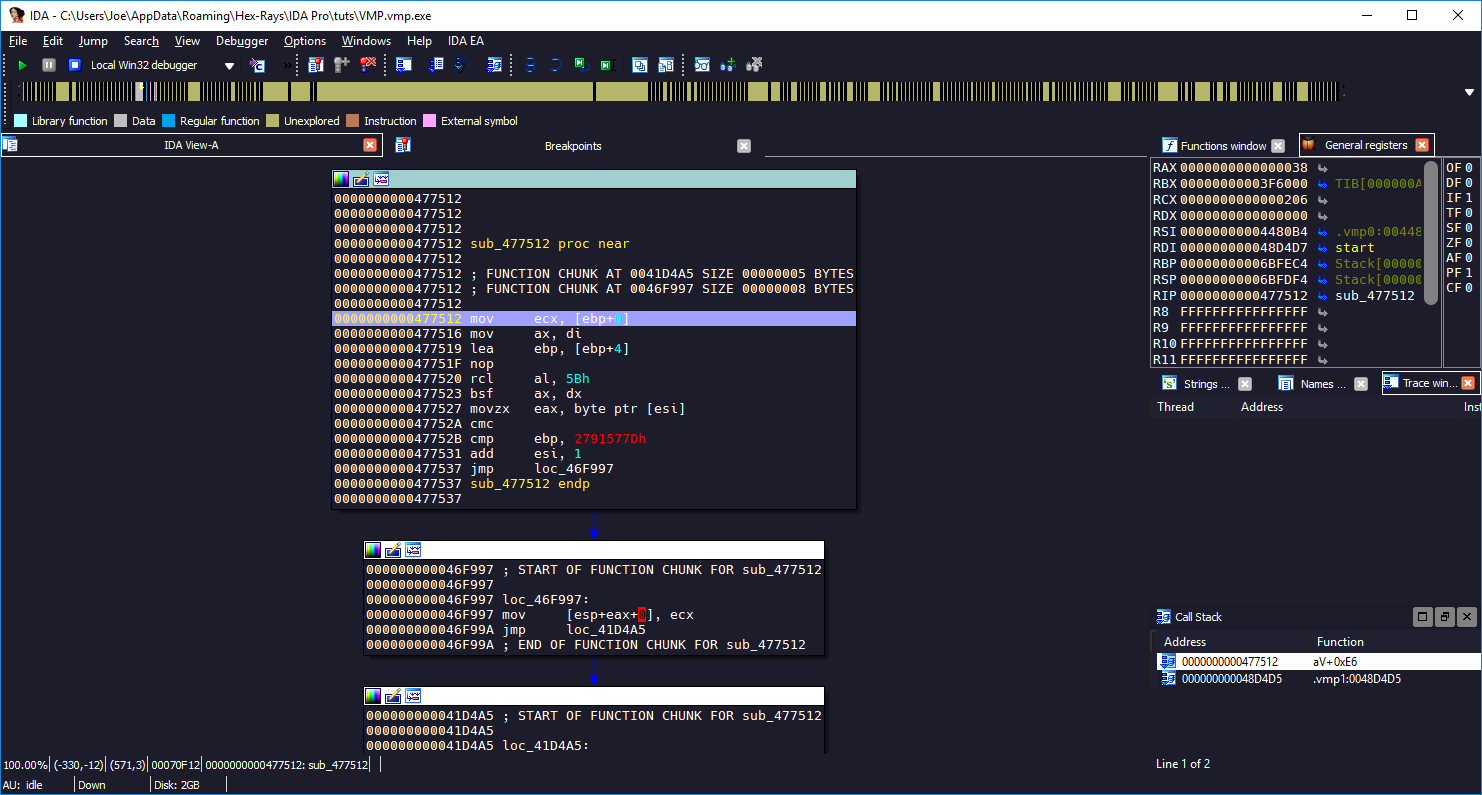 IDA - C:\Users\Joe\AppData\Roaming\Hex-Rays\IDA Pro\tuts\VMP.vmp.exe
File Edit Jump Search View Debugger Options Windows Help IDA EA
Local Win32 debugger
Library function Data Regular function Unexplored Instruction External symbol
IDA View-A
Breakpoints
0000000000477512
0000000000477512
0000000000477512
0000000000477512 sub_477512 proc near
0000000000477512
0000000000477512 ; FUNCTION CHUNK AT 0041D4A5 SIZE 00000005 BYTES
0000000000477512 ; FUNCTION CHUNK AT 0046F997 SIZE 00000008 BYTES
0000000000477512
0000000000477512 mov ecx, [ebp+0]
0000000000477516 mov ax, di
0000000000477519 lea ebp, [ebp+4]
000000000047751F nop
0000000000477520 rcl al, 5Bh
0000000000477523 bsf ax, dx
0000000000477527 movzx eax, byte ptr [esi]
000000000047752A cmc
000000000047752B cmp ebp, 2791577Dh
0000000000477531 add esi, 1
0000000000477537 jmp loc_46F997
0000000000477537 sub_477512 endp
0000000000477537
000000000046F997 ; START OF FUNCTION CHUNK FOR sub_477512
000000000046F997
000000000046F997 loc_46F997:
000000000046F997 mov [esp+eax+0], ecx
000000000046F99A jmp loc_41D4A5
000000000046F99A ; END OF FUNCTION CHUNK FOR sub_477512
000000000041D4A5 ; START OF FUNCTION CHUNK FOR sub_477512
000000000041D4A5
000000000041D4A5 loc_41D4A5:
100.00% (-330,-12) (571,3) 00070F12 0000000000477512: sub_477512
AU: idle Down Disk: 2GB
Functions window
General registers
RAX 0000000000000038
RBX 00000000003F6000 TIB[000000A
RCX 0000000000000206
RDX 0000000000000000
RSI 00000000004480B4 .vmp0:00448
RDI 000000000048D4D7 start
RBP 00000000006BFEC4 Stack[00000
RSP 00000000006BFDF4 Stack[00000
RIP 0000000000477512 sub_477512
R8 FFFFFFFFFFFFFFFF
R9 FFFFFFFFFFFFFFFF
R10 FFFFFFFFFFFFFFFF
R11 FFFFFFFFFFFFFFFF
OF 0
DF 0
IF 1
TF 0
SF 0
ZF 0
AF 0
PF 1
CF 0
Strings ...
Names ...
Trace win...
Thread Address Inst
Call Stack
Address Function
0000000000477512 aV+0xE6
000000000048D4D5 .vmp1:0048D4D5
Line 1 of 2